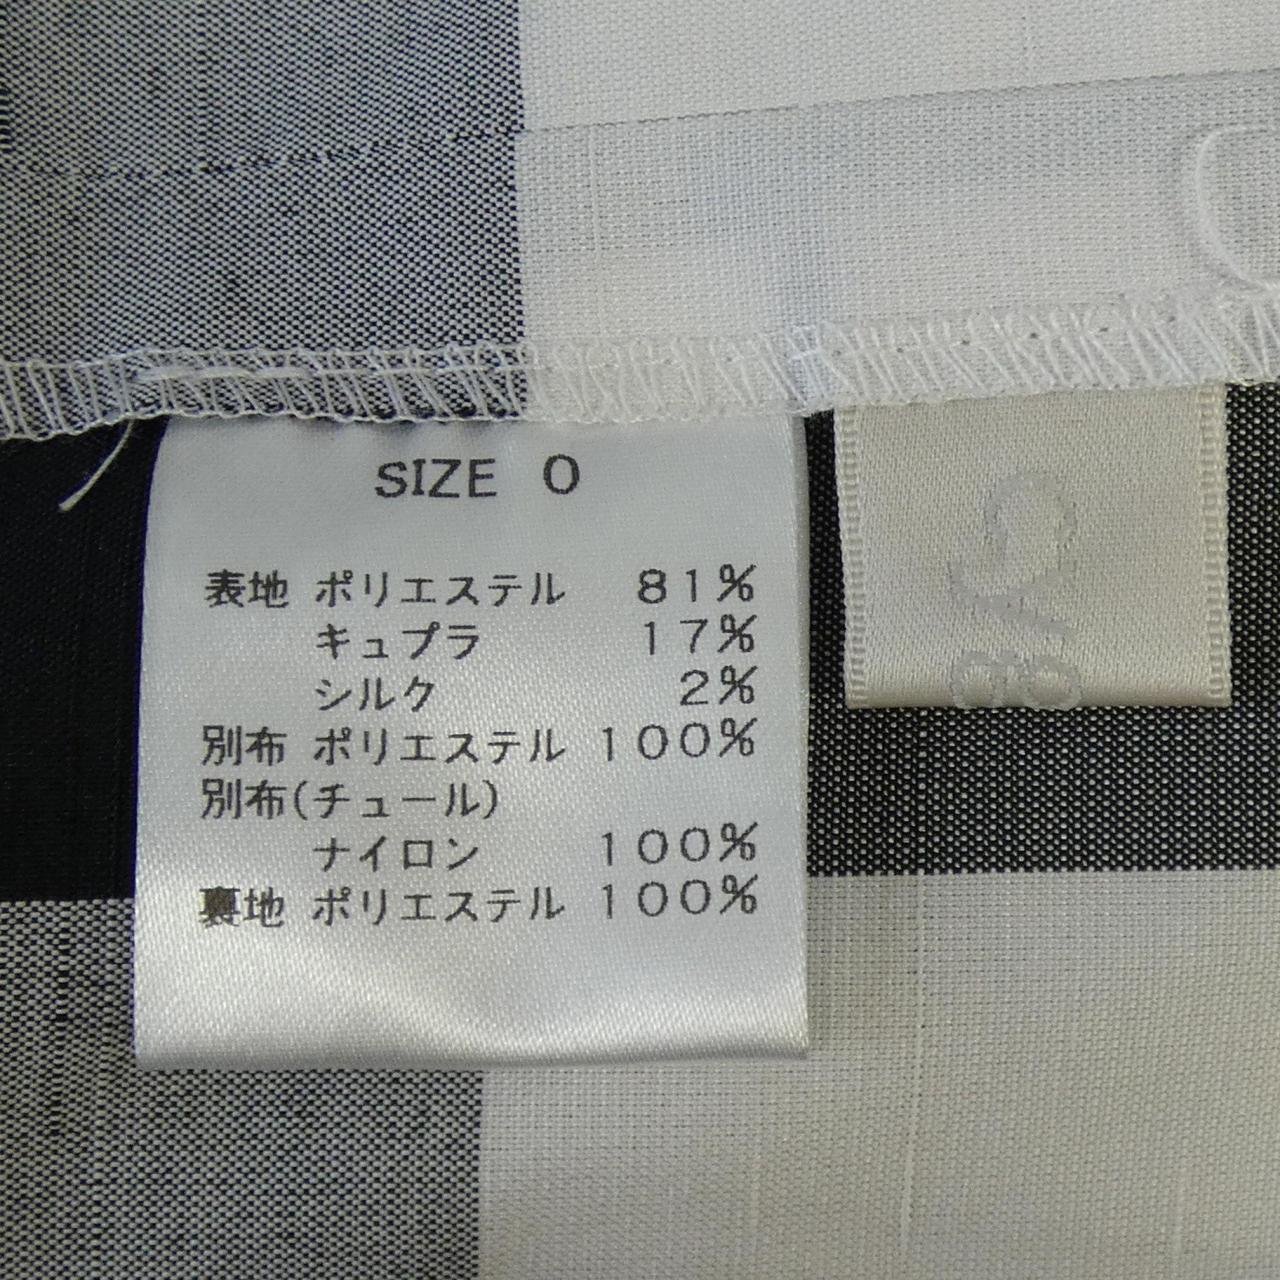 SIZE 0
表地 ポリエステル 81%
キュプラ 17%
シルク 2%
別布 ポリエステル 100%
別布(チュール)
ナイロン 100%
裏地 ポリエステル 100%